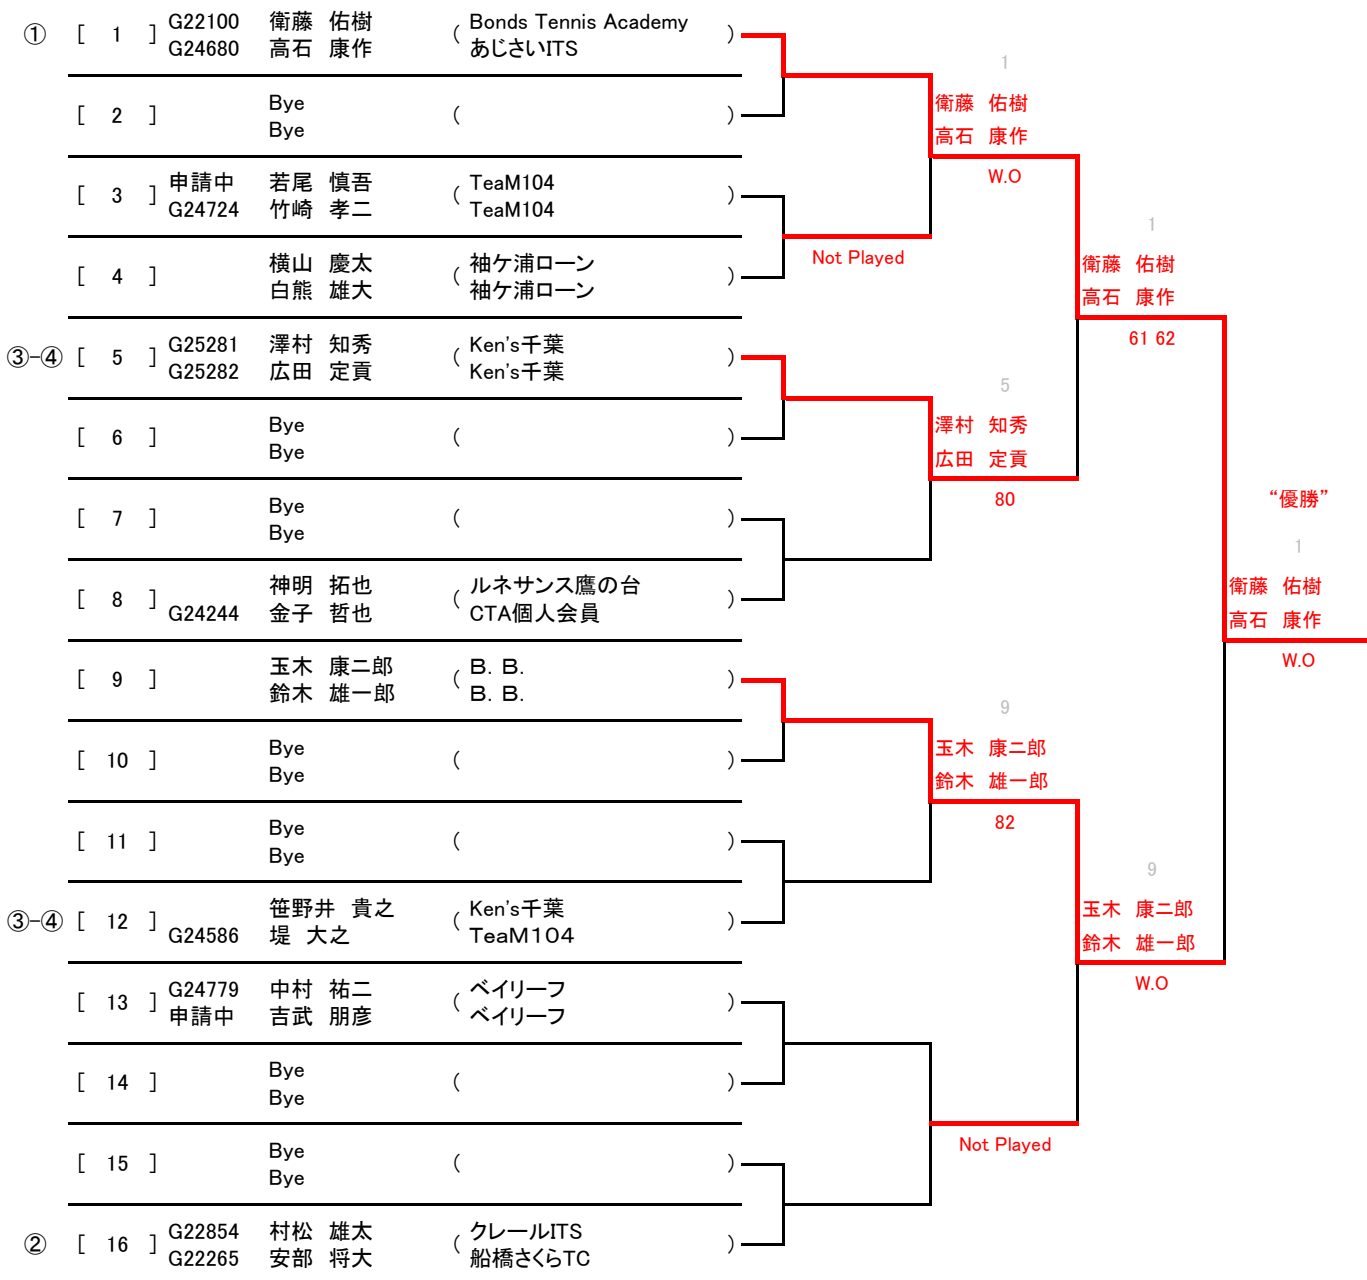 ① [ 1 ] G22100 衛藤 佑樹 ( Bonds Tennis Academy )
G24680 高石 康作 あじさいITS
[ 2 ] Bye ( )
Bye
[ 3 ] 申請中 若尾 慎吾 ( TeaM104 )
G24724 竹崎 孝二 TeaM104
[ 4 ] 横山 慶太 ( 袖ケ浦ローン )
白熊 雄大 袖ケ浦ローン
③-④ [ 5 ] G25281 澤村 知秀 ( Ken's千葉 )
G25282 広田 定貢 Ken's千葉
[ 6 ] Bye ( )
Bye
[ 7 ] Bye ( )
Bye
[ 8 ] 神明 拓也 ( ルネサンス鷹の台 )
G24244 金子 哲也 CTA個人会員
[ 9 ] 玉木 康二郎 ( B. B. )
鈴木 雄一郎 B. B.
[ 10 ] Bye ( )
Bye
[ 11 ] Bye ( )
Bye
③-④ [ 12 ] 笹野井 貴之 ( Ken's千葉 )
G24586 堤 大之 TeaM104
[ 13 ] G24779 中村 祐二 ( ベイリーフ )
申請中 吉武 朋彦 ベイリーフ
[ 14 ] Bye ( )
Bye
[ 15 ] Bye ( )
Bye
② [ 16 ] G22854 村松 雄太 ( クレールITS )
G22265 安部 将大 船橋さくらTC
Not Played
1
衛藤 佑樹
高石 康作
W.O
5
澤村 知秀
広田 定貢
80
9
玉木 康二郎
鈴木 雄一郎
82
Not Played
1
衛藤 佑樹
高石 康作
61 62
9
玉木 康二郎
鈴木 雄一郎
W.O
“優勝”
1
衛藤 佑樹
高石 康作
W.O